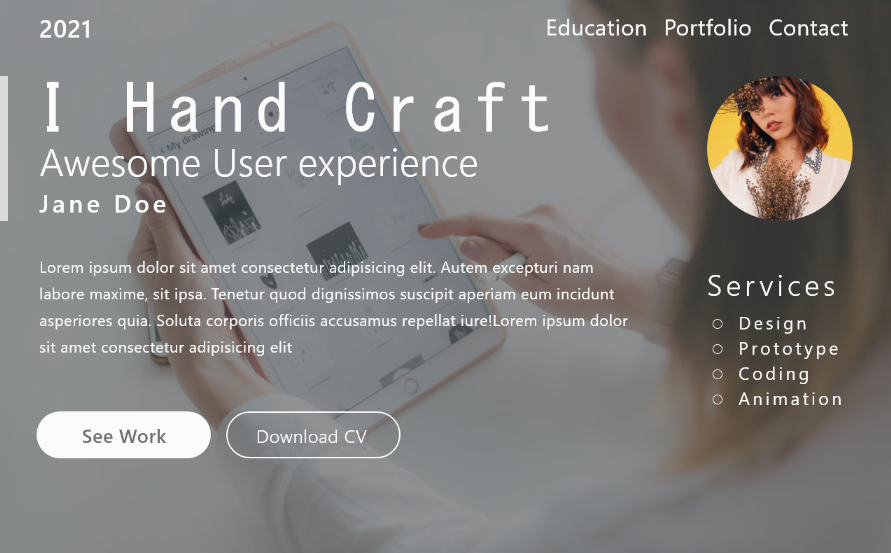 2021
Education Portfolio Contact
I Hand Craft
Awesome User experience
Jane Doe
Lorem ipsum dolor sit amet consectetur adipisicing elit. Autem excepturi nam
labore maxime, sit ipsa. Tenetur quod dignissimos suscipit aperiam eum incidunt
asperiores quia. Soluta corporis officiis accusamus repellat iure!Lorem ipsum dolor
sit amet consectetur adipisicing elit
See Work
Download CV
Services
Design
Prototype
Coding
Animation
< My drawing